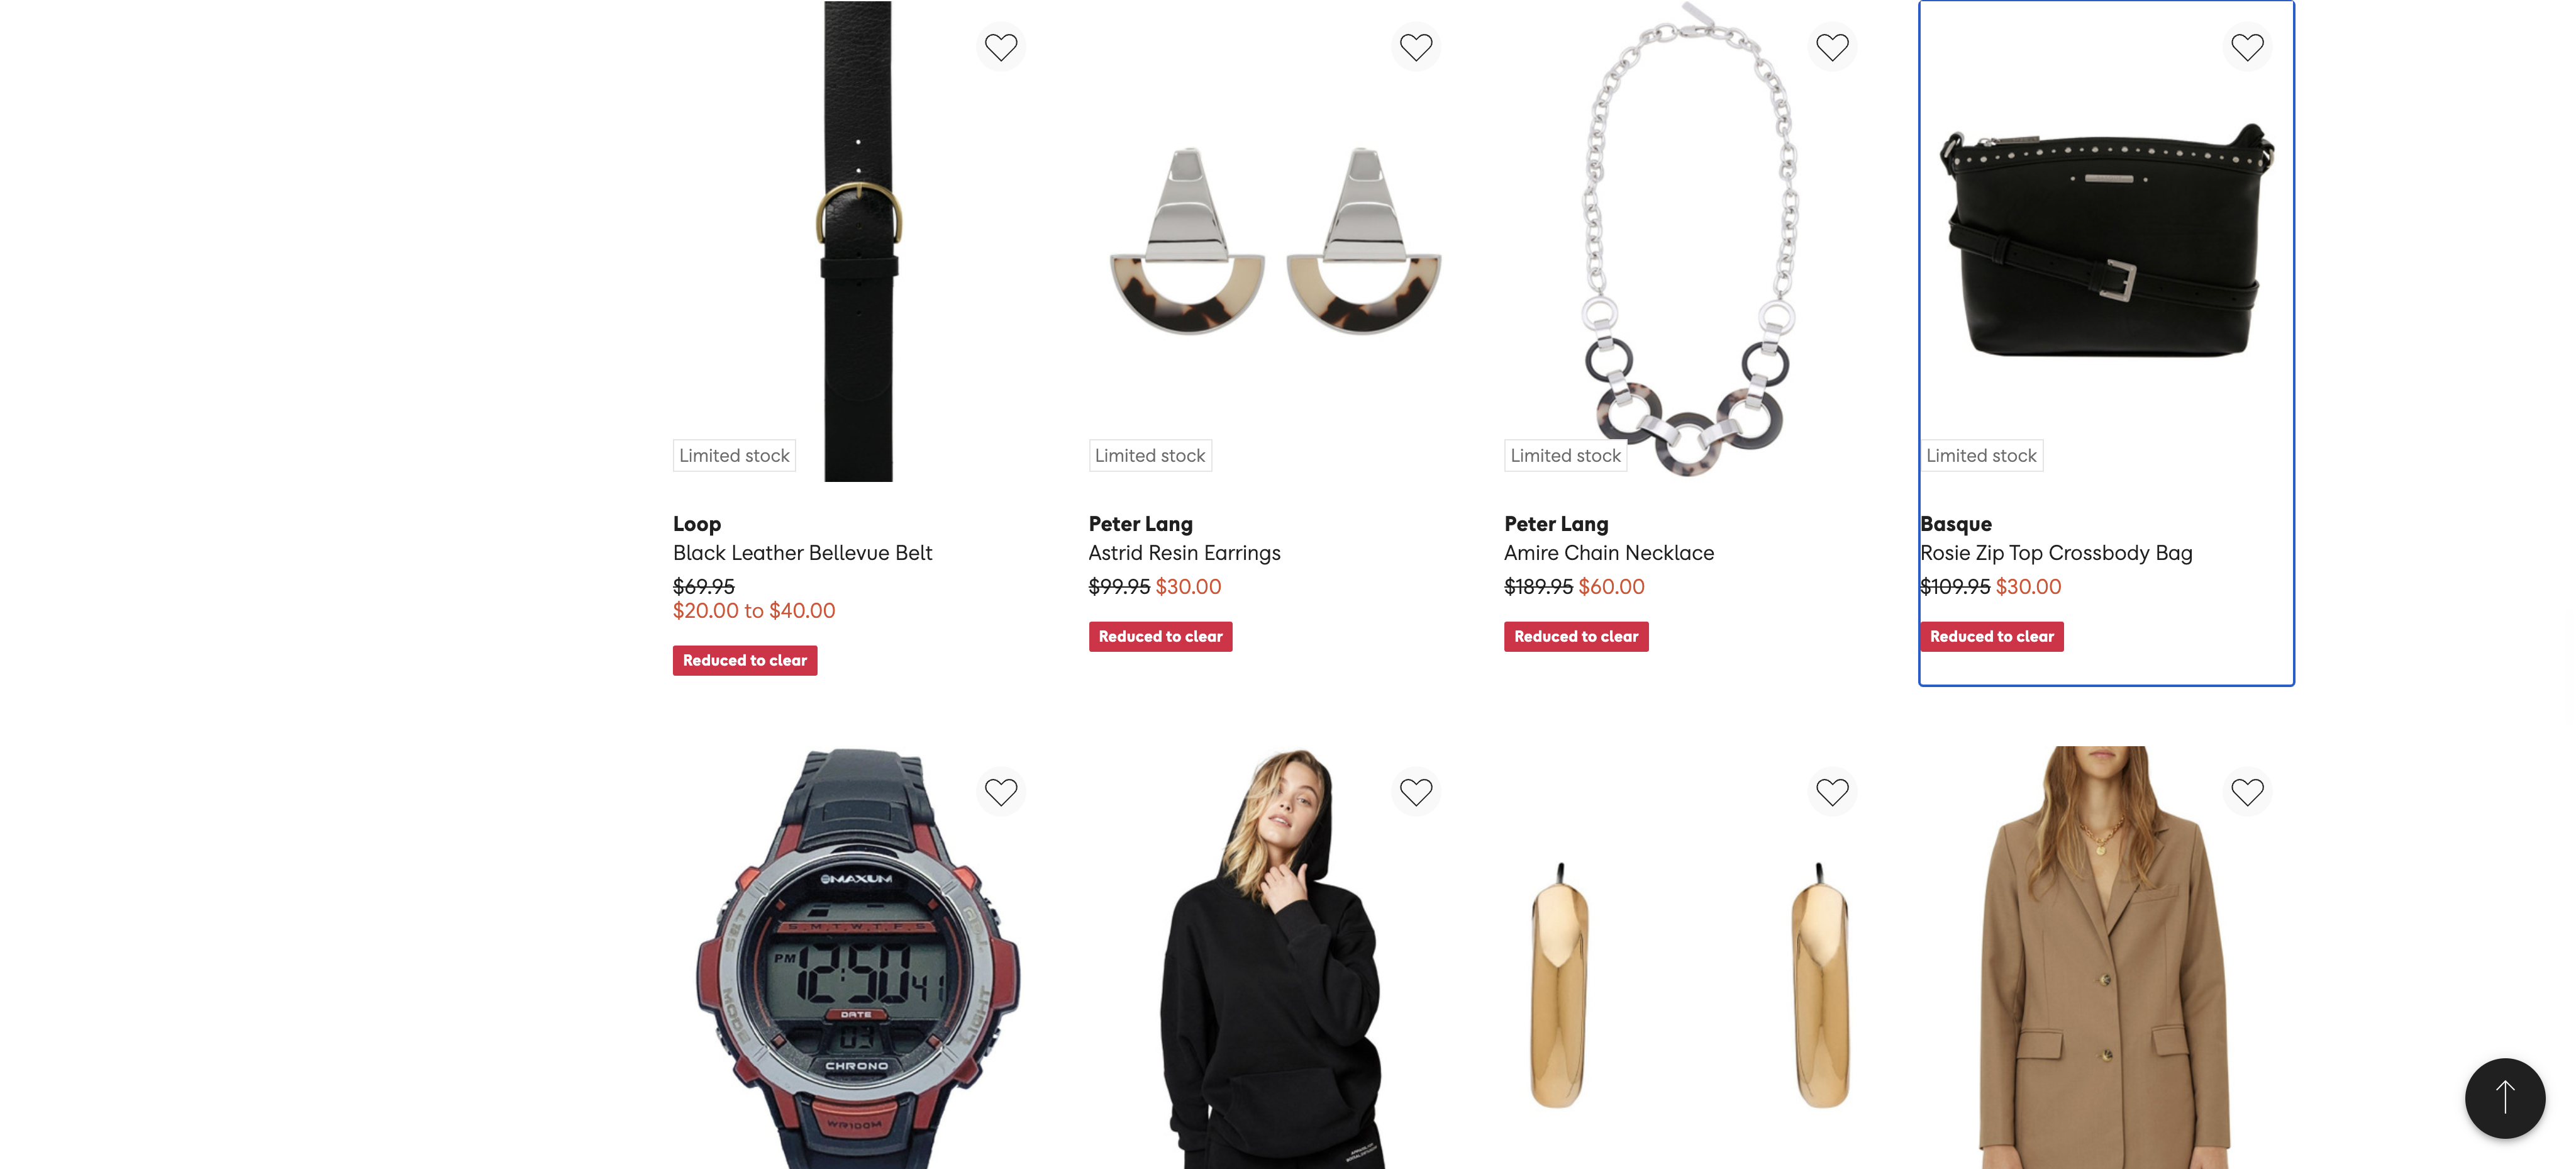 Limited stock
Limited stock
Limited stock
Limited stock
Loop
Black Leather Bellevue Belt
$69.95
$20.00 to $40.00
Reduced to clear
Peter Lang
Astrid Resin Earrings
$99.95 $30.00
Reduced to clear
Peter Lang
Amire Chain Necklace
$189.95 $60.00
Reduced to clear
Basque
Rosie Zip Top Crossbody Bag
$109.95 $30.00
Reduced to clear
MAXUM
SET
ADJ.
S M T W T F S
PM 12:50 41
DATE
03
MODE
LIGHT
CHRONO
WR100M